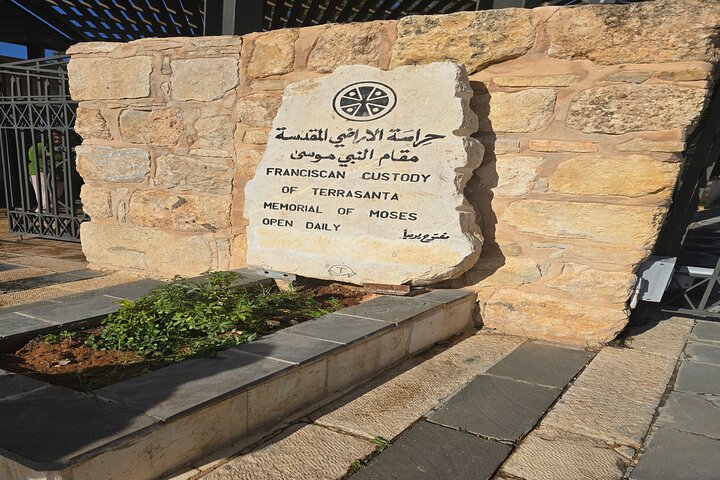 حراسة الاراضي المقدسة
مقام النبي موسى
FRANCISCAN CUSTODY
OF TERRASANTA
MEMORIAL OF MOSES
OPEN DAILY
مفتوح يومياً